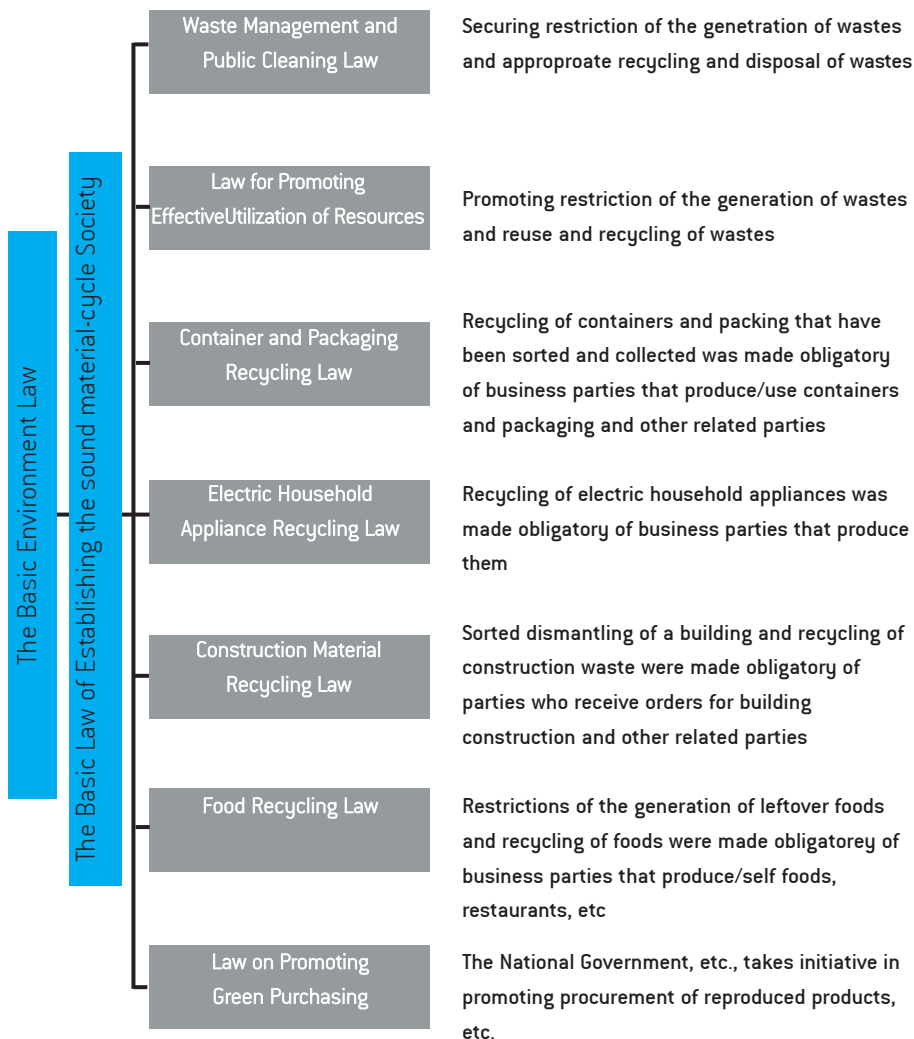 The Basic Environment Law
The Basic Law of Establishing the sound material-cycle Society
Waste Management and
Public Cleaning Law
Securing restriction of the genetration of wastes
and approproate recycling and disposal of wastes
Law for Promoting
EffectiveUtilization of Resources
Promoting restriction of the generation of wastes
and reuse and recycling of wastes
Container and Packaging
Recycling Law
Recycling of containers and packing that have
been sorted and collected was made obligatory
of business parties that produce/use containers
and packaging and other related parties
Electric Household
Appliance Recycling Law
Recycling of electric household appliances was
made obligatory of business parties that produce
them
Construction Material
Recycling Law
Sorted dismantling of a building and recycling of
construction waste were made obligatory of
parties who receive orders for building
construction and other related parties
Food Recycling Law
Restrictions of the generation of leftover foods
and recycling of foods were made obligatorey of
business parties that produce/self foods,
restaurants, etc
Law on Promoting
Green Purchasing
The National Government, etc., takes initiative in
promoting procurement of reproduced products,
etc.